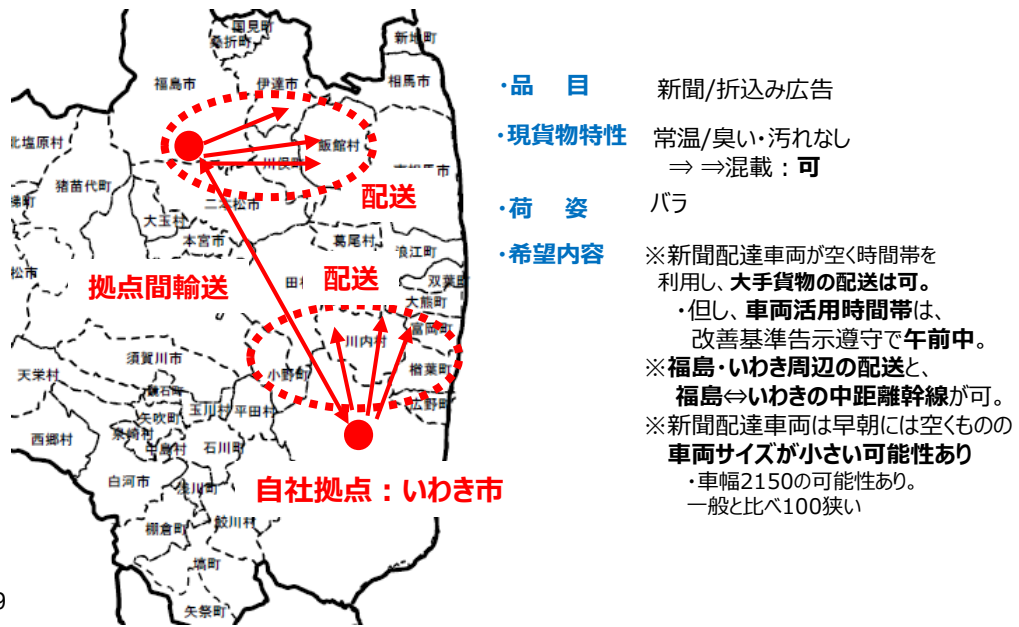 国見町
桑折町
新地町
福島市
伊達市
相馬市
北塩原村
飯館村
川俣町
市
猪苗代町
配送
二本松市
大玉村
本宮市
葛尾村
浪江町
拠点間輸送
配送
松市
双葉町
大熊町
富岡町
川内村
須賀川市
小野町
楢葉町
天栄村
鏡石町
広野町
矢吹町
玉川村
平田村
西郷村
泉崎村
中島村
石川町
自社拠点：いわき市
白河市
浅川町
棚倉町
鮫川村
塙町
矢祭町
9
・品　目　新聞/折込み広告
・現貨物特性　常温/臭い・汚れなし
⇒ ⇒混載：可
・荷　姿　バラ
・希望内容　※新聞配達車両が空く時間帯を
利用し、大手貨物の配送は可。
・但し、車両活用時間帯は、
改善基準告示遵守で午前中。
※福島・いわき周辺の配送と、
福島⇔いわきの中距離幹線が可。
※新聞配達車両は早朝には空くものの
車両サイズが小さい可能性あり
・車幅2150の可能性あり。
一般と比べ100狭い